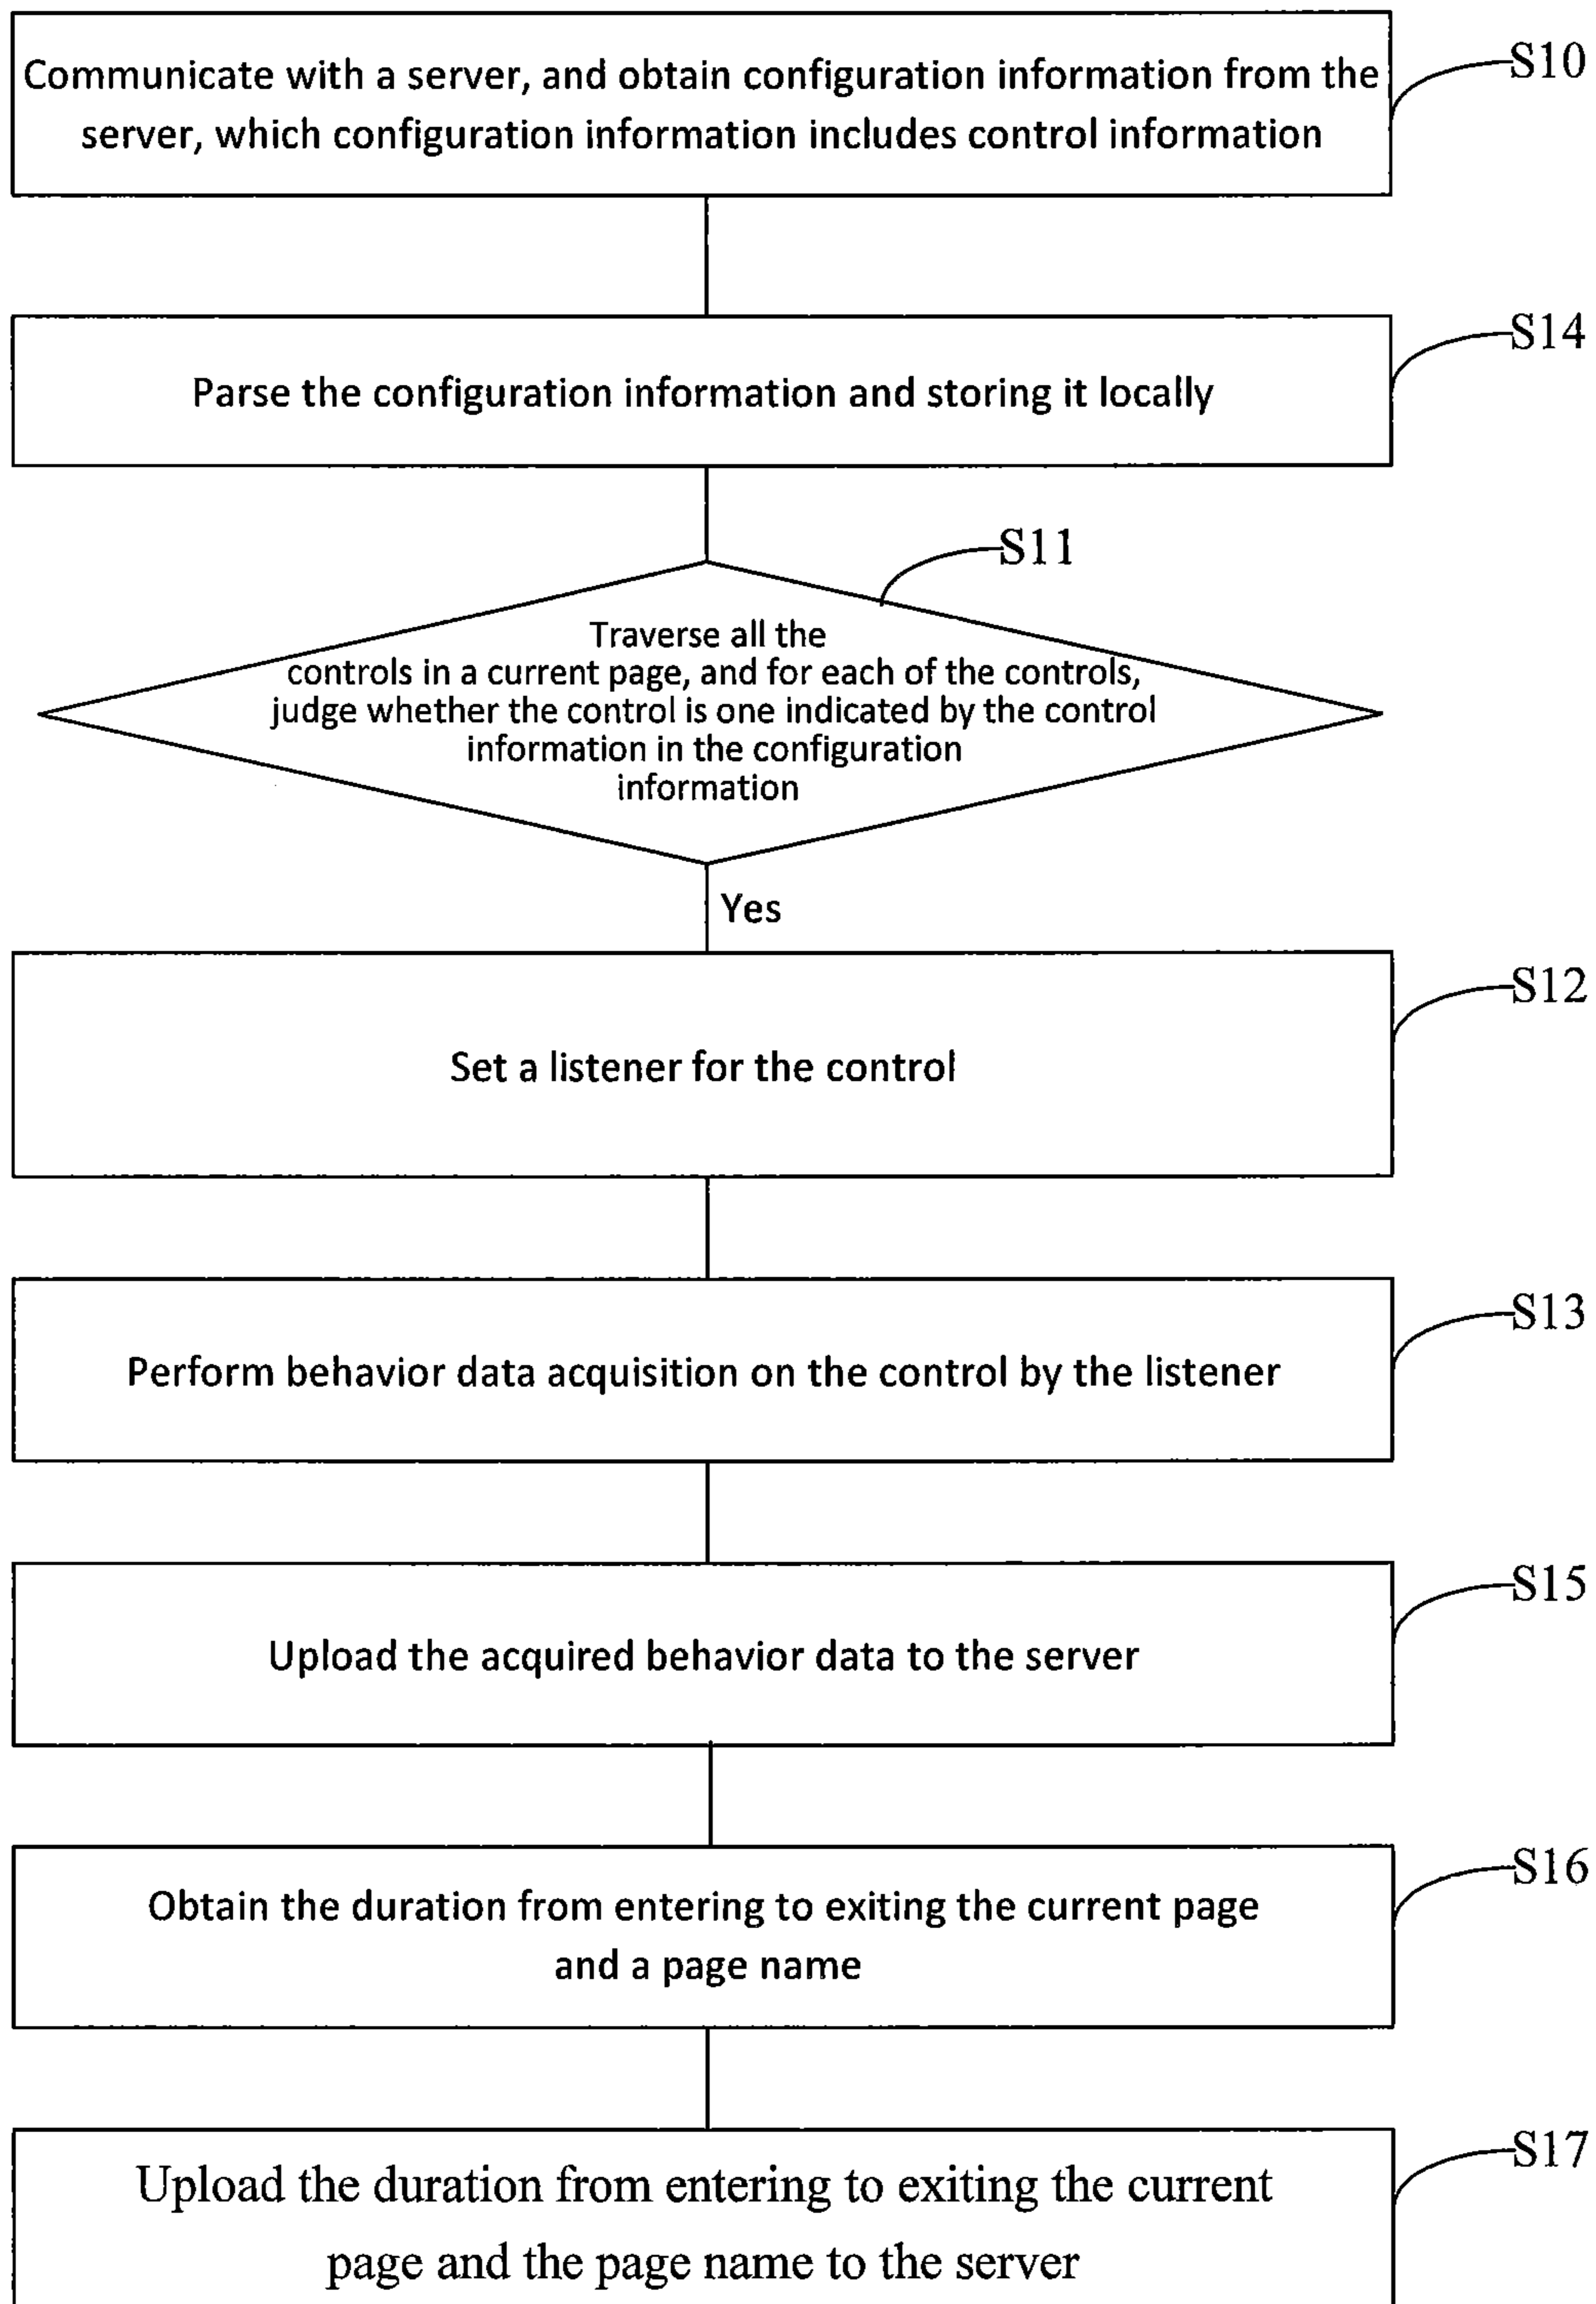 Communicate with a server, and obtain configuration information from the
server, which configuration information includes control information
S10
Parse the configuration information and storing it locally
S14
S11
Traverse all the
controls in a current page, and for each of the controls,
judge whether the control is one indicated by the control
information in the configuration
information
Yes
Set a listener for the control
S12
Perform behavior data acquisition on the control by the listener
S13
Upload the acquired behavior data to the server
S15
Obtain the duration from entering to exiting the current page
and a page name
S16
Upload the duration from entering to exiting the current
page and the page name to the server
S17